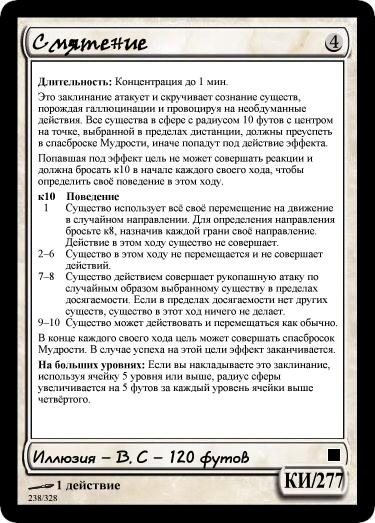 Смятение 4
Длительность: Концентрация до 1 мин.
Это заклинание атакует и скручивает сознание существ,
порождая галлюцинации и провоцируя на необдуманные
действия. Все существа в сфере с радиусом 10 футов с центром
на точке, выбранной в пределах дистанции, должны преуспеть
в спасброске Мудрости, иначе попадут под действие эффекта.
Попавшая под эффект цель не может совершать реакции и
должна бросать к10 в начале каждого своего хода, чтобы
определить своё поведение в этом ходу.
к10 Поведение
1 Существо использует всё своё перемещение на движение
в случайном направлении. Для определения направления
бросьте к8, назначив каждой грани своё направление.
Действие в этом ходу существо не совершает.
2–6 Существо в этом ходу не перемещается и не совершает
действий.
7–8 Существо действием совершает рукопашную атаку по
случайным образом выбранному существу в пределах
досягаемости. Если в пределах досягаемости нет других
существ, существо в этот ход ничего не делает.
9–10 Существо может действовать и перемещаться как обычно.
В конце каждого своего хода цель может совершать спасбросок
Мудрости. В случае успеха на этой цели эффект заканчивается.
На больших уровнях: Если вы накладываете это заклинание,
используя ячейку 5 уровня или выше, радиус сферы
увеличивается на 5 футов за каждый уровень ячейки выше
четвёртого.
Иллюзия – В, С – 120 футов
КИ/277
1 действие
238/328